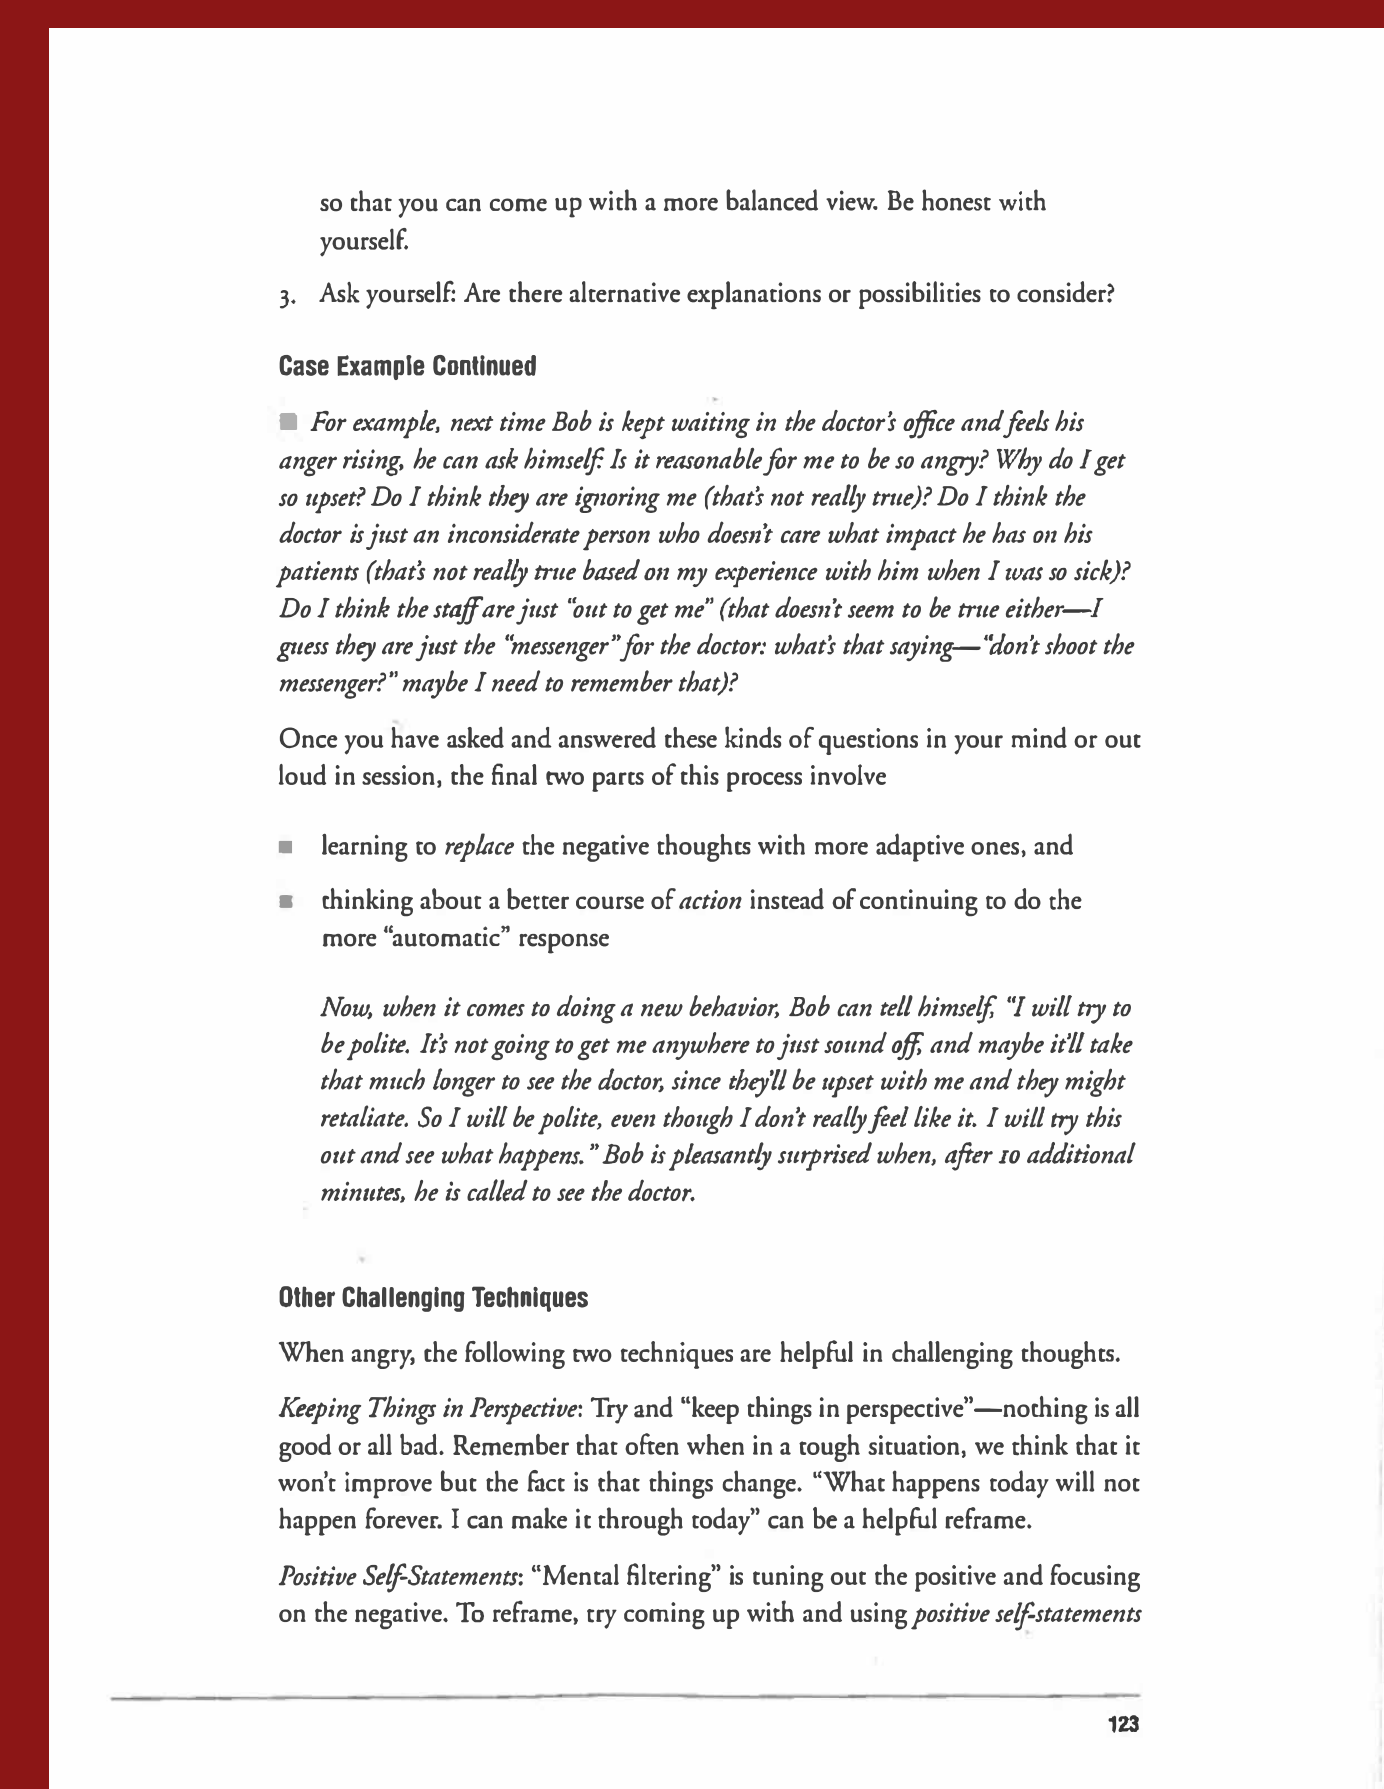 so that you can come up with a more balanced view. Be honest with
yourself.
3. Ask yourself: Are there alternative explanations or possibilities to consider?
Case Example Continued
For example, next time Bob is kept waiting in the doctor's office and feels his
anger rising, he can ask himself: Is it reasonable for me to be so angry? Why do I get
so upset? Do I think they are ignoring me (that's not really true)? Do I think the
doctor is just an inconsiderate person who doesn't care what impact he has on his
patients (that's not really true based on my experience with him when I was so sick)?
Do I think the staff are just "out to get me" (that doesn't seem to be true either—I
guess they are just the "messenger" for the doctor: what's that saying—"don't shoot the
messenger?" maybe I need to remember that)?
Once you have asked and answered these kinds of questions in your mind or out
loud in session, the final two parts of this process involve
■ learning to replace the negative thoughts with more adaptive ones, and
■ thinking about a better course of action instead of continuing to do the
more "automatic" response
Now, when it comes to doing a new behavior, Bob can tell himself, "I will try to
be polite. It's not going to get me anywhere to just sound off, and maybe it'll take
that much longer to see the doctor, since they'll be upset with me and they might
retaliate. So I will be polite, even though I don't really feel like it. I will try this
out and see what happens." Bob is pleasantly surprised when, after 10 additional
minutes, he is called to see the doctor.
Other Challenging Techniques
When angry, the following two techniques are helpful in challenging thoughts.
Keeping Things in Perspective: Try and "keep things in perspective"—nothing is all
good or all bad. Remember that often when in a tough situation, we think that it
won't improve but the fact is that things change. "What happens today will not
happen forever. I can make it through today" can be a helpful reframe.
Positive Self-Statements: "Mental filtering" is tuning out the positive and focusing
on the negative. To reframe, try coming up with and using positive self-statements
123